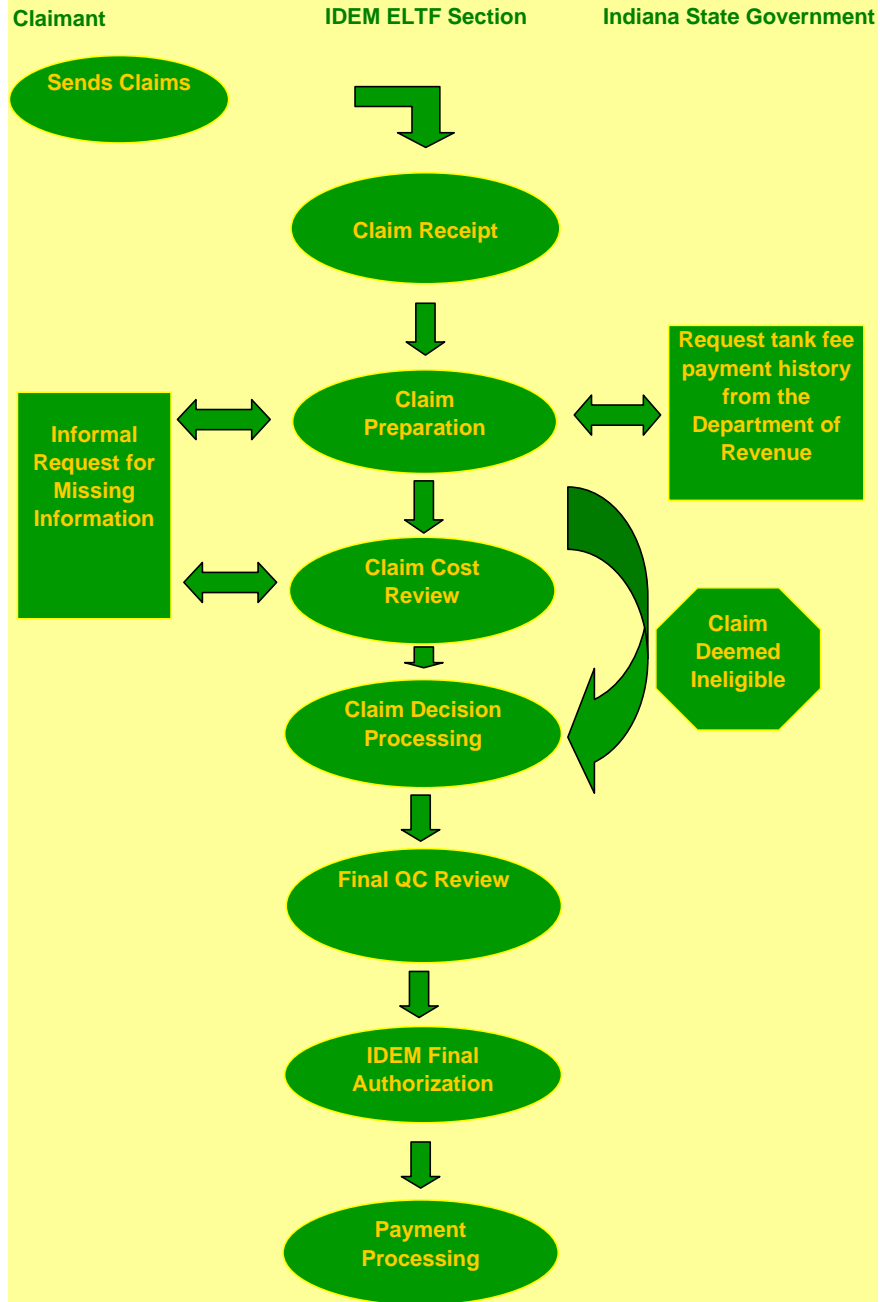 Claimant
IDEM ELTF Section
Indiana State Government
Sends Claims
Claim Receipt
Request tank fee
payment history
from the
Department of
Revenue
Claim
Preparation
Informal
Request for
Missing
Information
Claim Cost
Review
Claim
Deemed
Ineligible
Claim Decision
Processing
Final QC Review
IDEM Final
Authorization
Payment
Processing